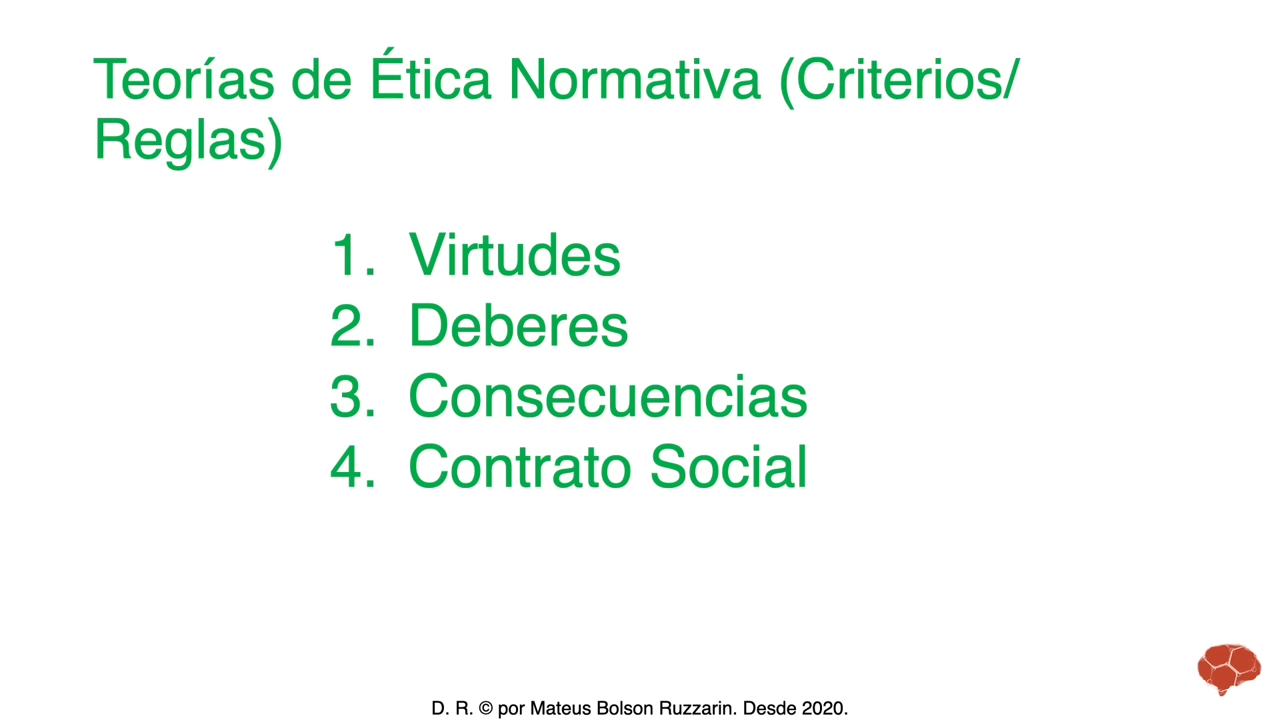 Teorías de Ética Normativa (Criterios/
Reglas)
1. Virtudes
2. Deberes
3. Consecuencias
4. Contrato Social
D. R. © por Mateus Bolson Ruzzarin. Desde 2020.